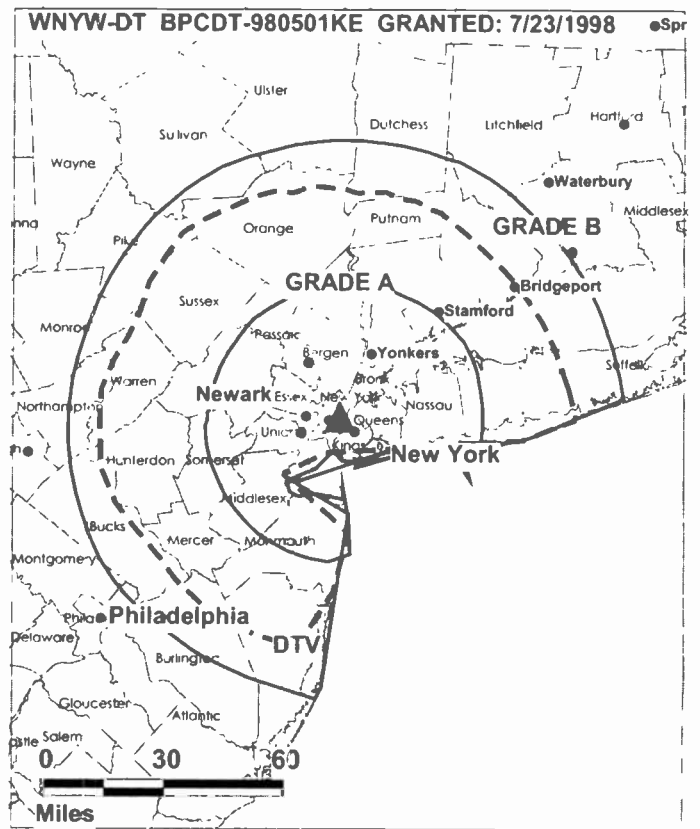 WNYW-DT BPCDT-980501KE GRANTED: 7/23/1998
Spr
Ulster
Sullivan
Dutchess
Litchfield
Hartford
Wayne
Waterbury
Middlesex
Putnam
GRADE B
Orange
Pike
Bridgeport
GRADE A
Sussex
Stamford
Monroe
Passaic
Bergen
Yonkers
Suffolk
Warren
Newark
Essex
New York
Bronx
Nassau
Northampton
Queens
Union
Kings
New York
Hunterdon
Somerset
Middlesex
Bucks
Mercer
Monmouth
Montgomery
Philadelphia
Delaware
DTV
Burlington
Gloucester
Atlantic
Salem
0 30 60
Miles